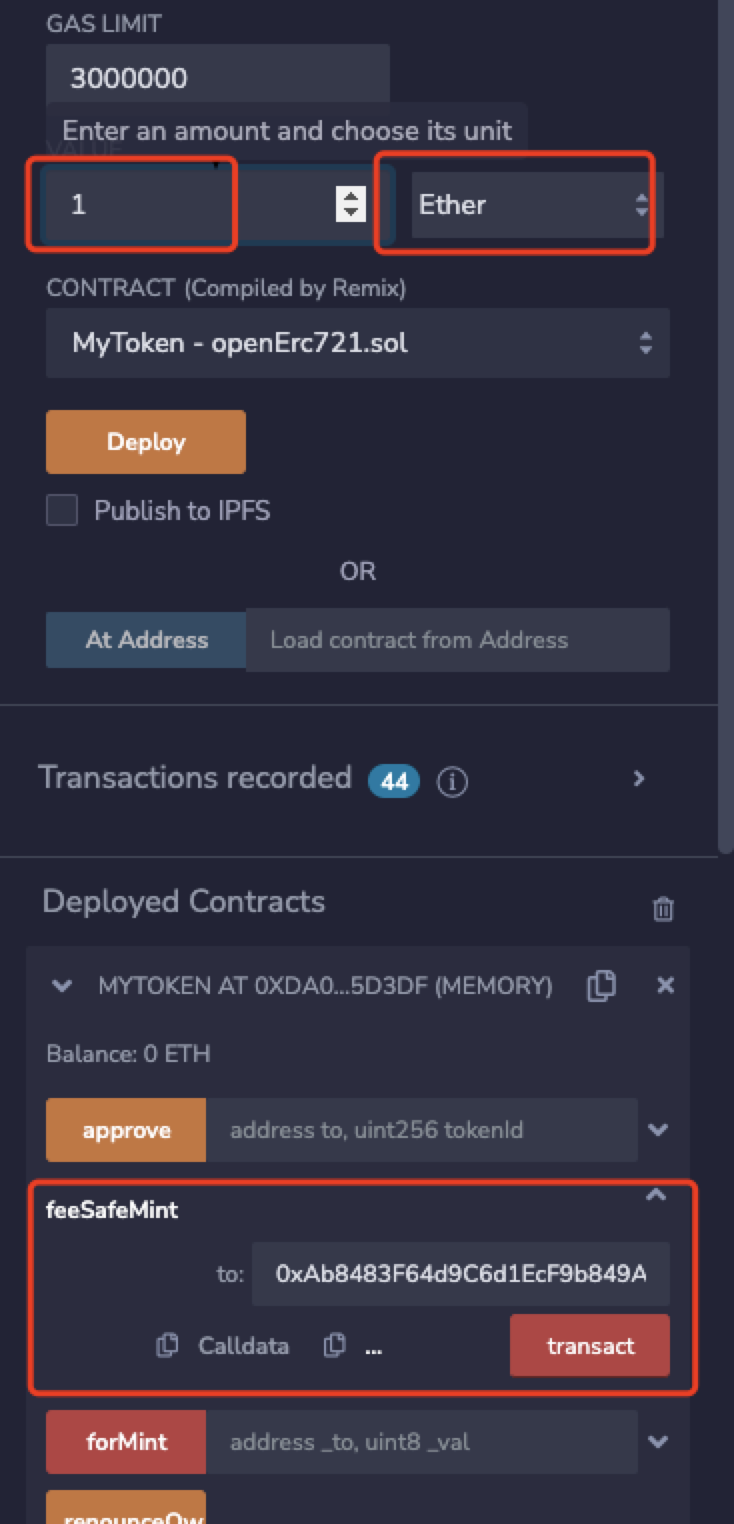 GAS LIMIT
3000000
Enter an amount and choose its unit
VALUE
1 Ether
CONTRACT (Compiled by Remix)
MyToken - openErc721.sol
Deploy
Publish to IPFS
OR
At Address Load contract from Address
Transactions recorded 44 i
Deployed Contracts
MYTOKEN AT 0XDA0...5D3DF (MEMORY)
Balance: 0 ETH
approve address to, uint256 tokenId
feeSafeMint
to: 0xAb8483F64d9C6d1EcF9b849A
Calldata ... transact
forMint address _to, uint8 _val
renounceOw